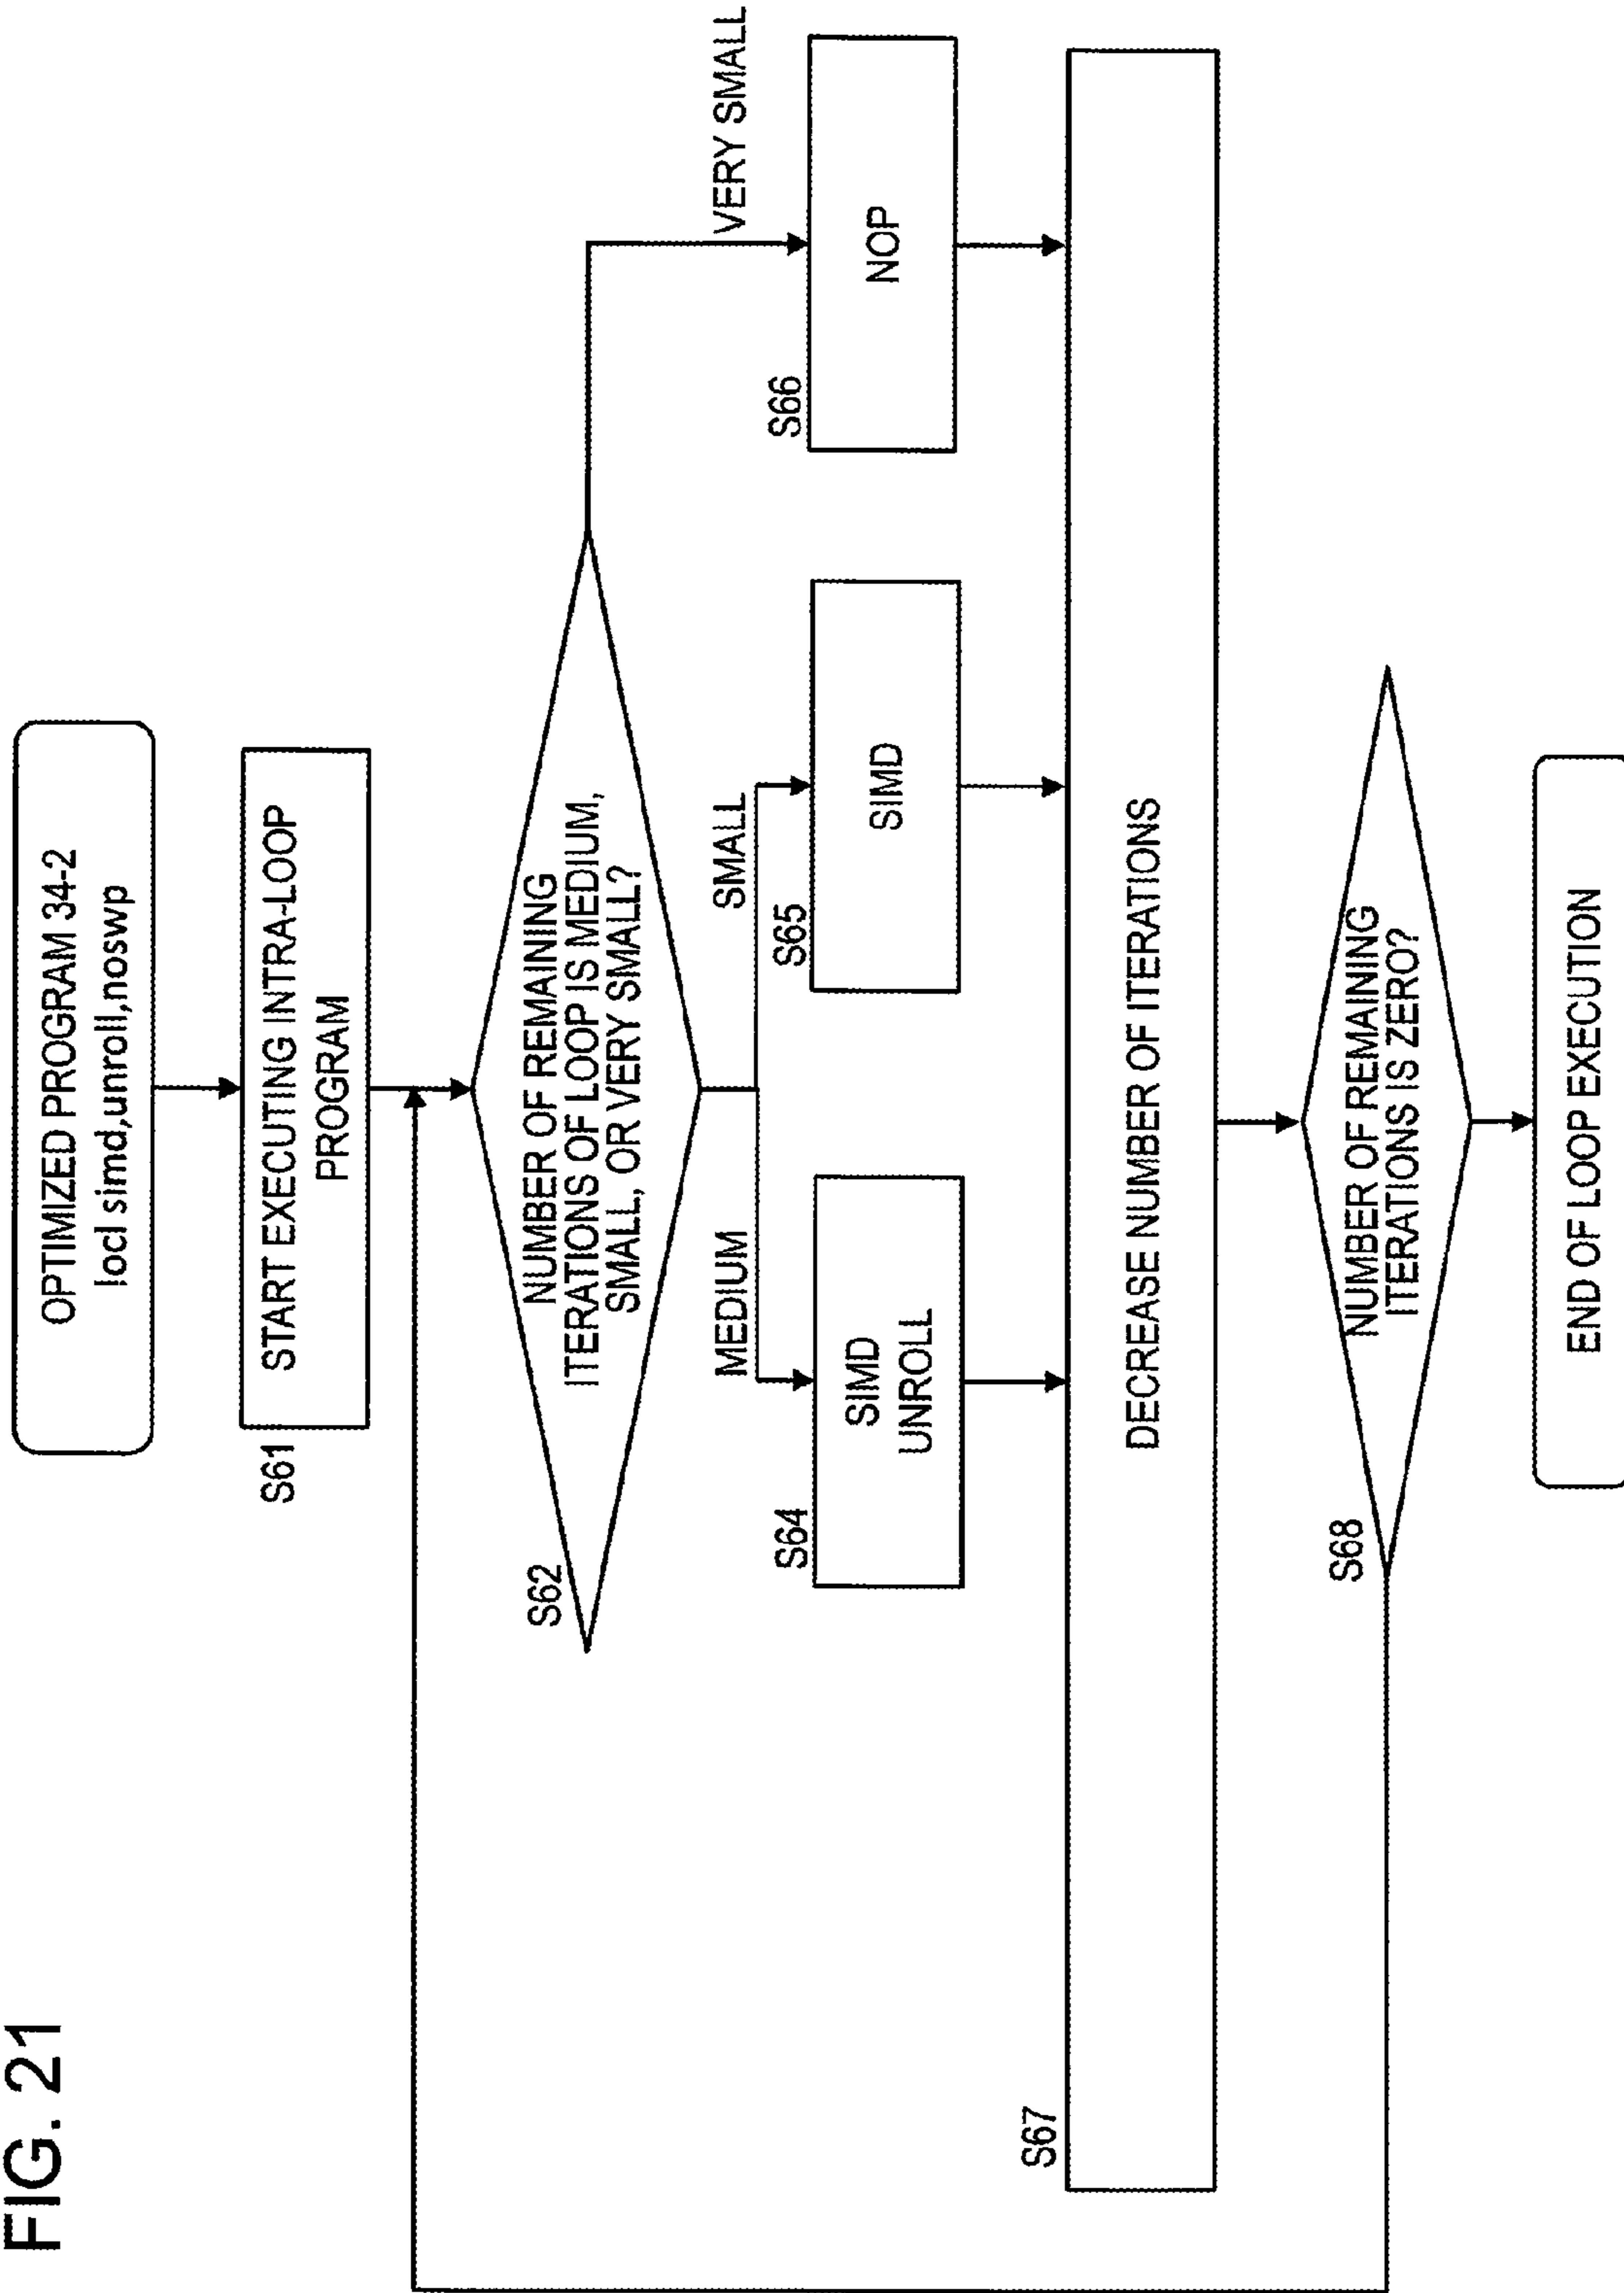 FIG. 21
OPTIMIZED PROGRAM 34-2
locl simd,unroll,noswp
S61
START EXECUTING INTRA-LOOP
PROGRAM
S62
NUMBER OF REMAINING
ITERATIONS OF LOOP IS MEDIUM,
SMALL, OR VERY SMALL?
MEDIUM
SMALL
VERY SMALL
S64
SIMD
UNROLL
S65
SIMD
S66
NOP
S67
DECREASE NUMBER OF ITERATIONS
S68
NUMBER OF REMAINING
ITERATIONS IS ZERO?
END OF LOOP EXECUTION